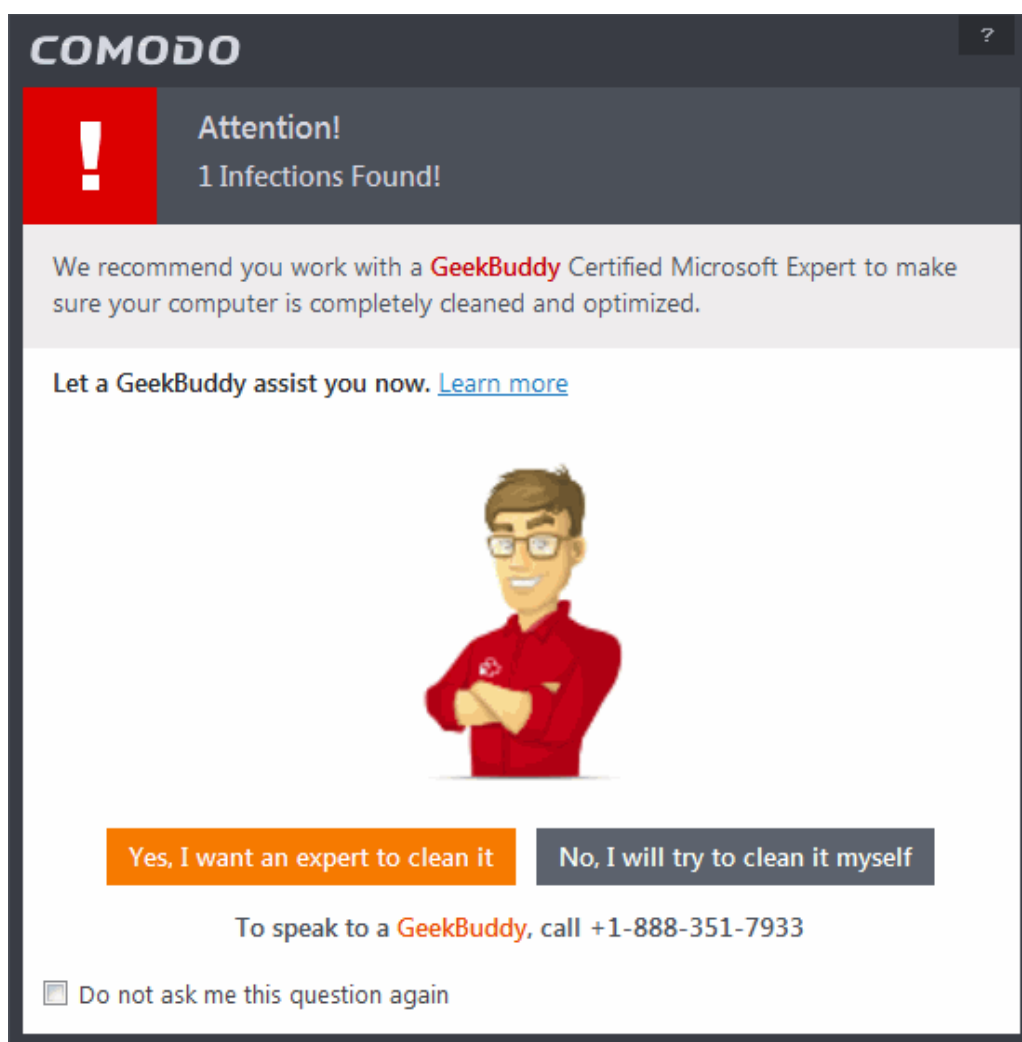 COMODO
?
!
Attention!
1 Infections Found!
We recommend you work with a GeekBuddy Certified Microsoft Expert to make
sure your computer is completely cleaned and optimized.
Let a GeekBuddy assist you now. Learn more
Yes, I want an expert to clean it
No, I will try to clean it myself
To speak to a GeekBuddy, call +1-888-351-7933
Do not ask me this question again